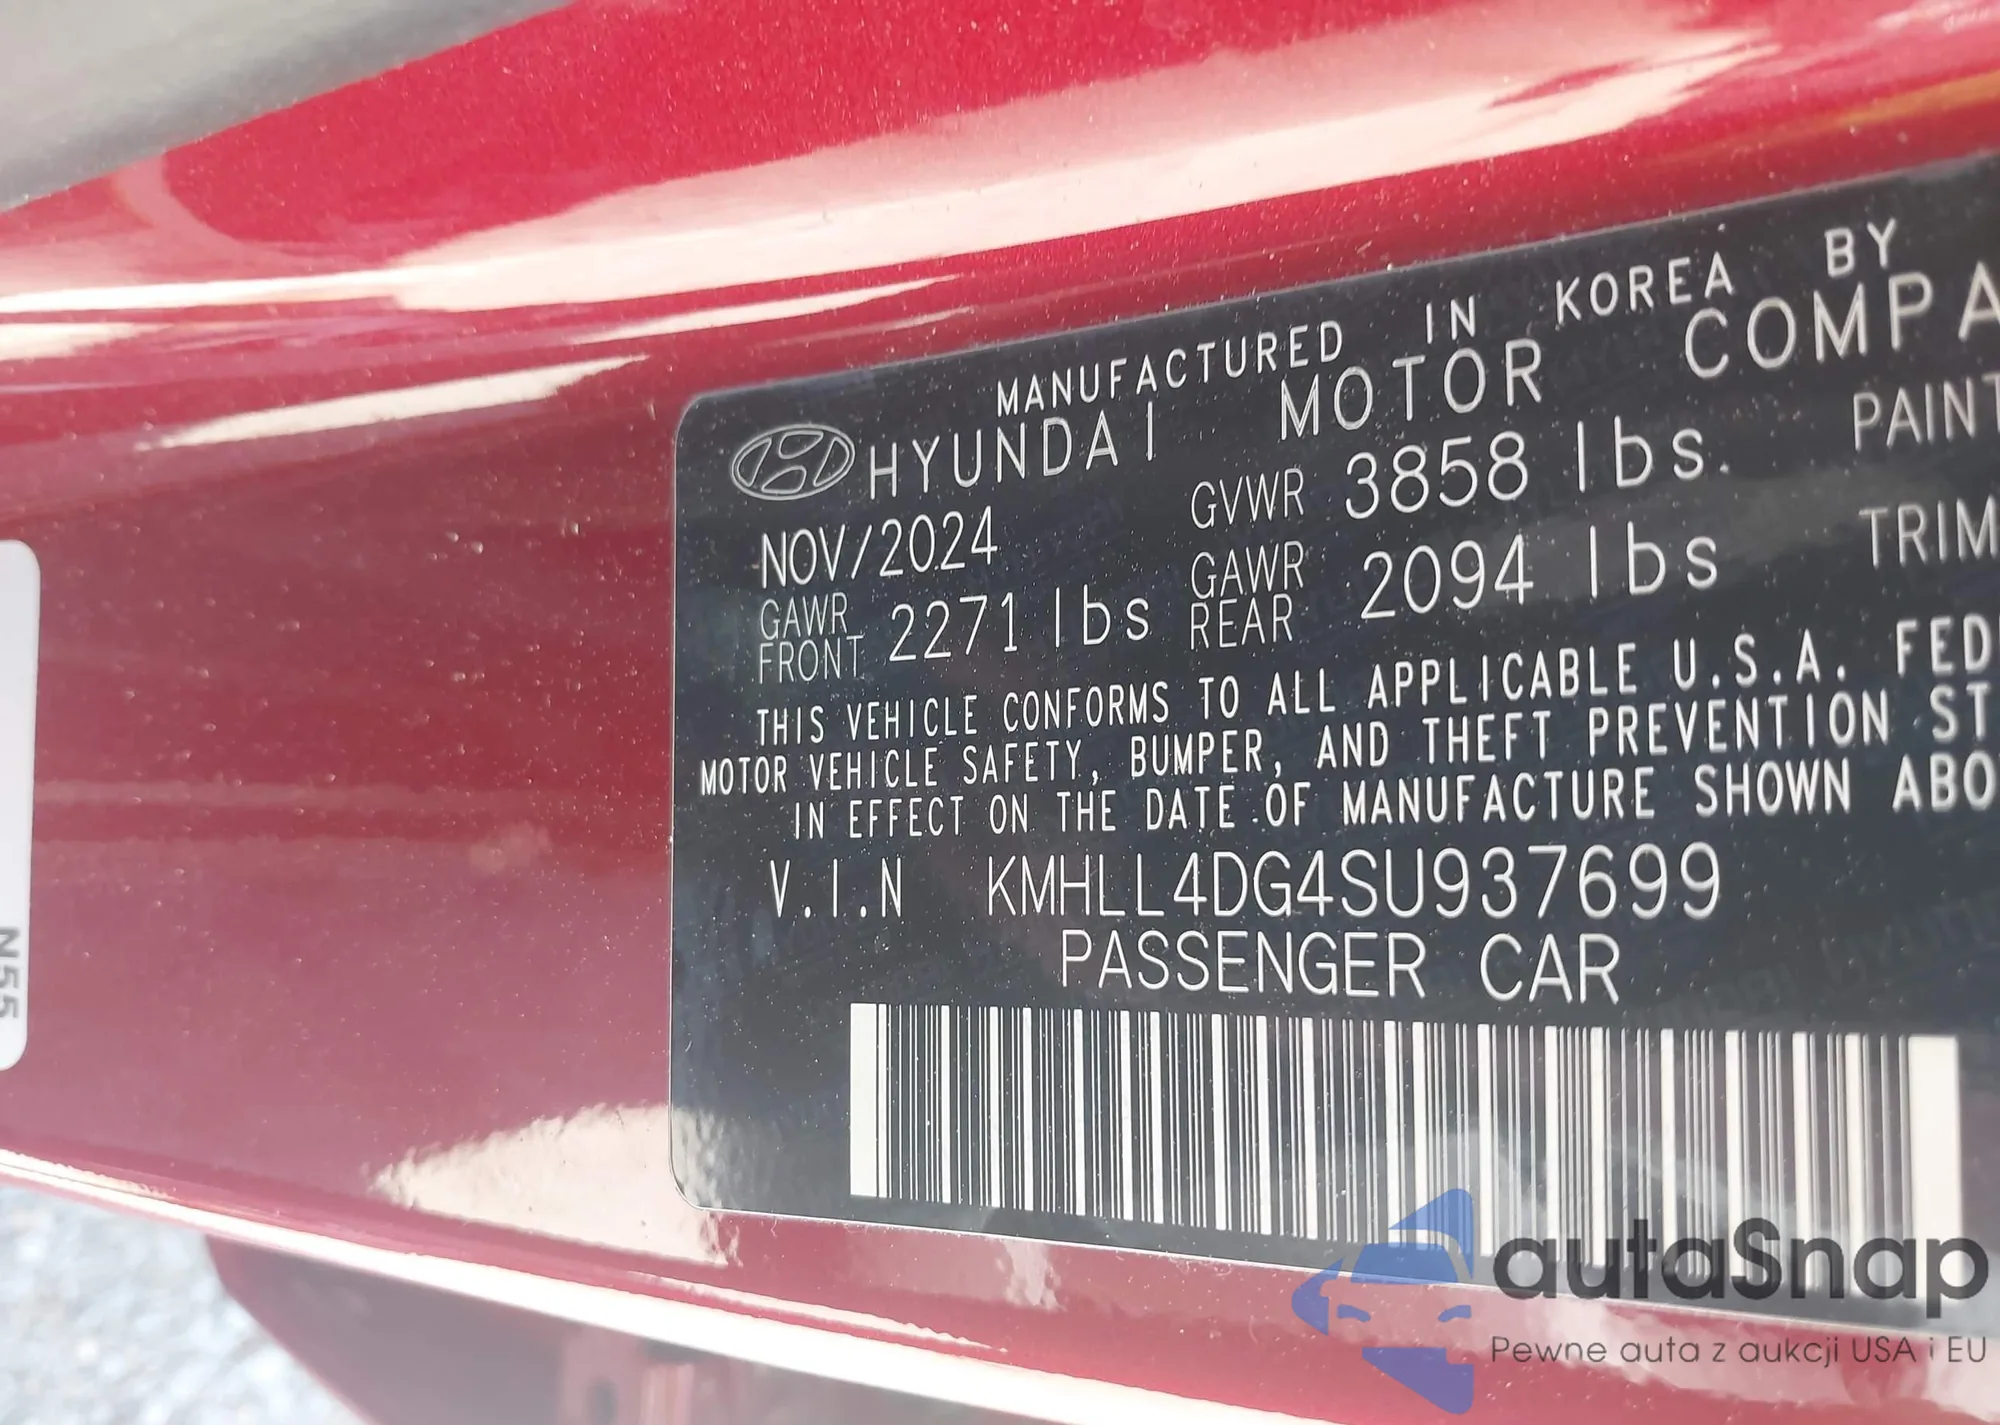 MANUFACTURED IN KOREA BY
HYUNDAI MOTOR COMPA
NOV/2024 GVWR 3858 lbs. PAINT
GAWR FRONT 2271 lbs GAWR REAR 2094 lbs TRIM
THIS VEHICLE CONFORMS TO ALL APPLICABLE U.S.A. FED
MOTOR VEHICLE SAFETY, BUMPER, AND THEFT PREVENTION ST
IN EFFECT ON THE DATE OF MANUFACTURE SHOWN ABO
V.I.N KMHLL4DG4SU937699
PASSENGER CAR
N55
autaSnap
Pewne auta z aukcji USA i EU